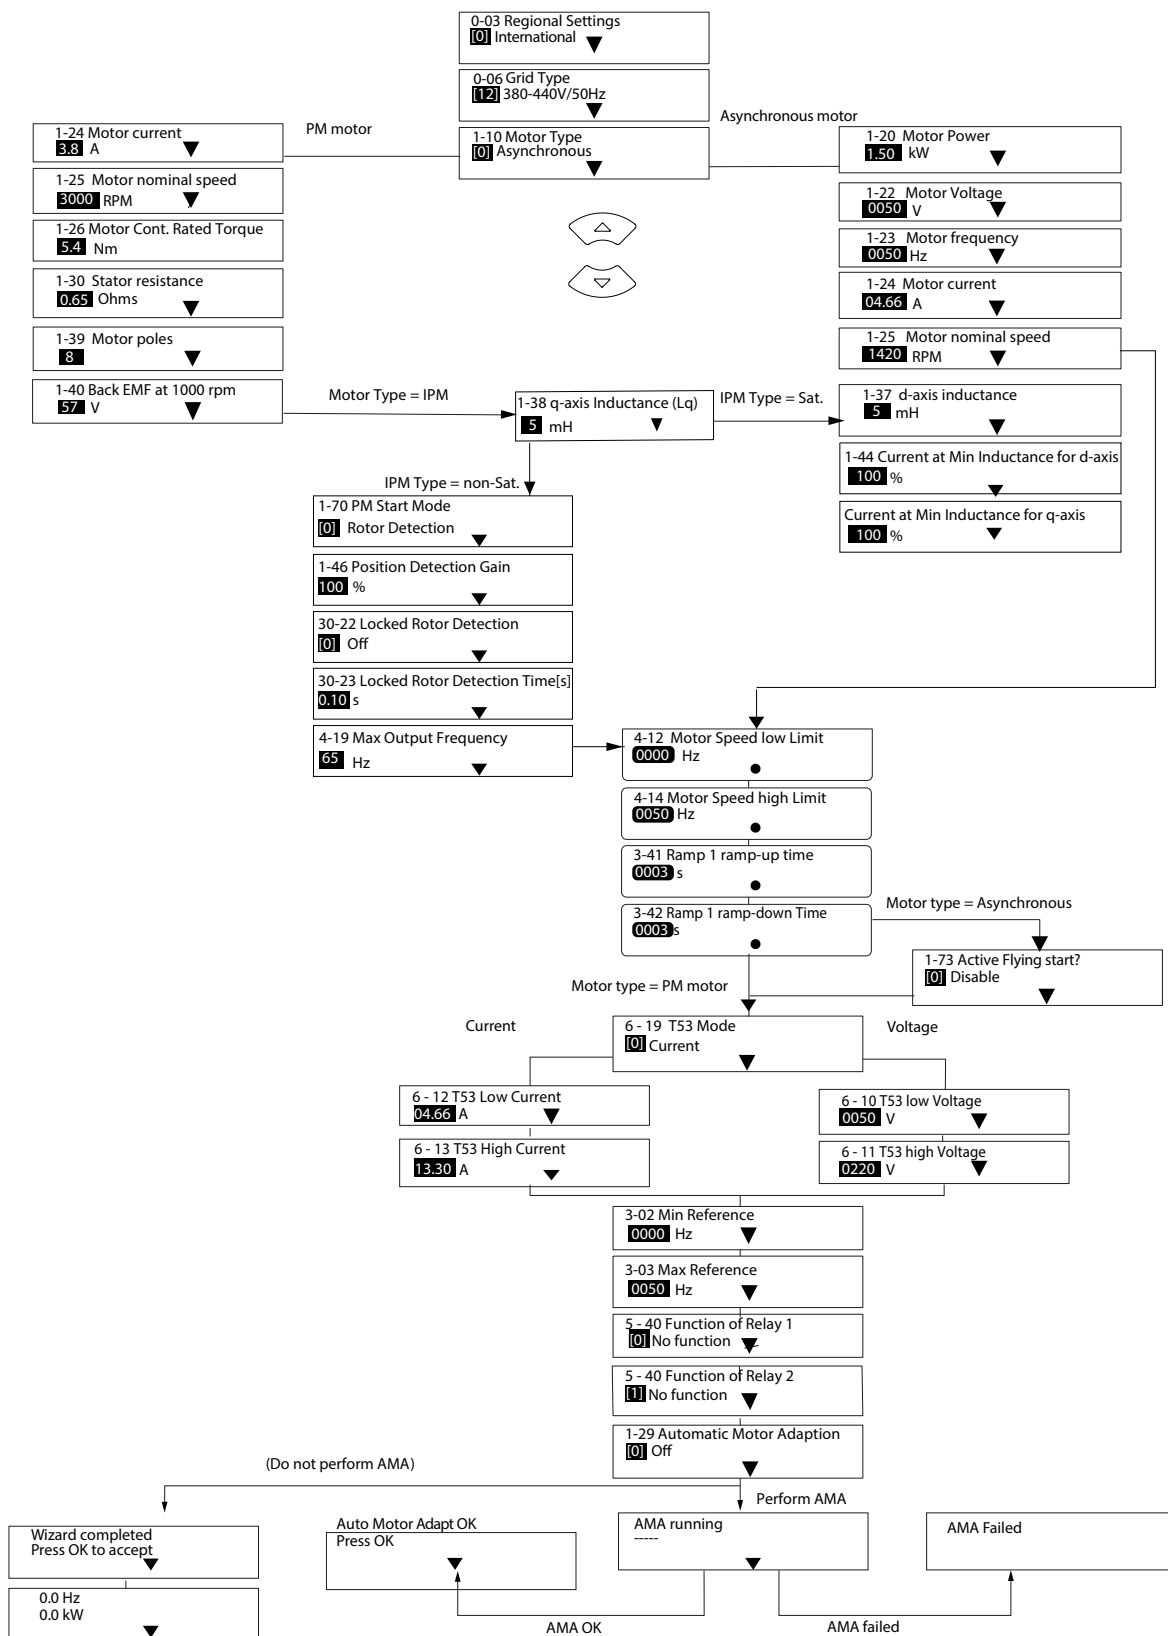 0-03 Regional Settings
[0] International
0-06 Grid Type
[12] 380-440V/50Hz
PM motor
1-10 Motor Type
[0] Asynchronous
Asynchronous motor
1-24 Motor current
3.8 A
1-25 Motor nominal speed
3000 RPM
1-26 Motor Cont. Rated Torque
5.4 Nm
1-30 Stator resistance
0.65 Ohms
1-39 Motor poles
8
1-40 Back EMF at 1000 rpm
57 V
1-20 Motor Power
1.50 kW
1-22 Motor Voltage
0050 V
1-23 Motor frequency
0050 Hz
1-24 Motor current
04.66 A
1-25 Motor nominal speed
1420 RPM
Motor Type = IPM
1-38 q-axis Inductance (Lq)
5 mH
IPM Type = Sat.
1-37 d-axis inductance
5 mH
1-44 Current at Min Inductance for d-axis
100 %
Current at Min Inductance for q-axis
100 %
IPM Type = non-Sat.
1-70 PM Start Mode
[0] Rotor Detection
1-46 Position Detection Gain
100 %
30-22 Locked Rotor Detection
[0] Off
30-23 Locked Rotor Detection Time[s]
0.10 s
4-19 Max Output Frequency
65 Hz
4-12 Motor Speed low Limit
0000 Hz
4-14 Motor Speed high Limit
0050 Hz
3-41 Ramp 1 ramp-up time
0003 s
3-42 Ramp 1 ramp-down Time
0003 s
Motor type = Asynchronous
1-73 Active Flying start?
[0] Disable
Motor type = PM motor
Current
6 - 19 T53 Mode
[0] Current
Voltage
6 - 12 T53 Low Current
04.66 A
6 - 13 T53 High Current
13.30 A
6 - 10 T53 low Voltage
0050 V
6 - 11 T53 high Voltage
0220 V
3-02 Min Reference
0000 Hz
3-03 Max Reference
0050 Hz
5 - 40 Function of Relay 1
[0] No function
5 - 40 Function of Relay 2
[1] No function
1-29 Automatic Motor Adaption
[0] Off
(Do not perform AMA)
Perform AMA
Wizard completed
Press OK to accept
0.0 Hz
0.0 kW
Auto Motor Adapt OK
Press OK
AMA running
-----
AMA Failed
AMA OK
AMA failed